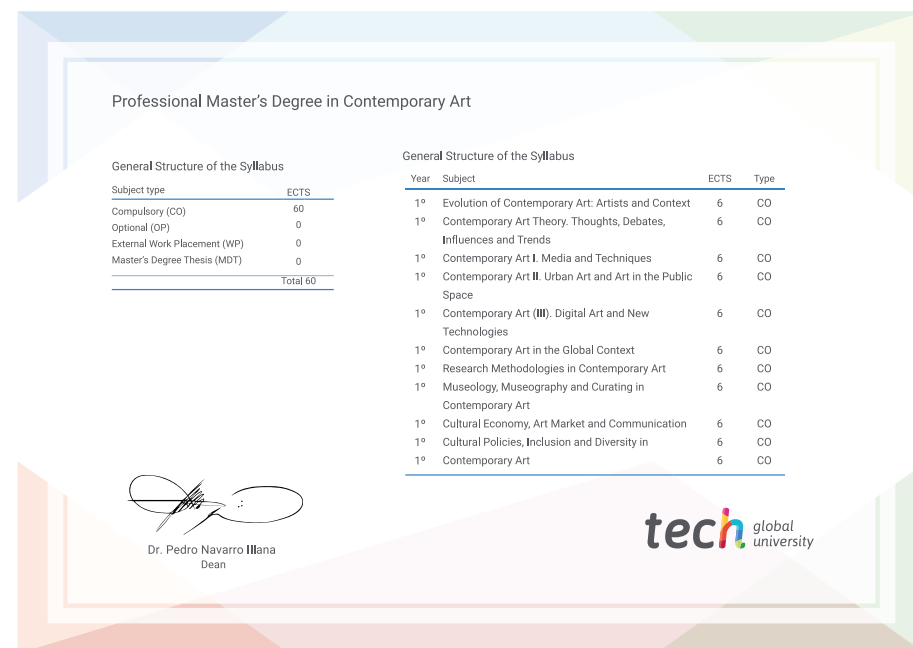 Professional Master's Degree in Contemporary Art
General Structure of the Syllabus
Subject type ECTS
Compulsory (CO) 60
Optional (OP) 0
External Work Placement (WP) 0
Master's Degree Thesis (MDT) 0
Total 60
General Structure of the Syllabus
Year Subject ECTS Type
1º Evolution of Contemporary Art: Artists and Context 6 CO
1º Contemporary Art Theory. Thoughts, Debates, 6 CO
Influences and Trends
1º Contemporary Art I. Media and Techniques 6 CO
1º Contemporary Art II. Urban Art and Art in the Public 6 CO
Space
1º Contemporary Art (III). Digital Art and New 6 CO
Technologies
1º Contemporary Art in the Global Context 6 CO
1º Research Methodologies in Contemporary Art 6 CO
1º Museology, Museography and Curating in 6 CO
Contemporary Art
1º Cultural Economy, Art Market and Communication 6 CO
1º Cultural Policies, Inclusion and Diversity in 6 CO
1º Contemporary Art 6 CO
Dr. Pedro Navarro Illana
Dean
tech global
university